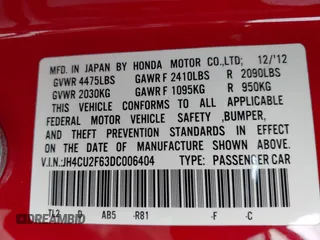 MFD. IN JAPAN BY HONDA MOTOR CO.,LTD; 12/'12
GVWR 4475LBS GAWR F 2410LBS R 2090LBS
GVWR 2030KG GAWR F 1095KG R 950KG
THIS VEHICLE CONFORMS TO ALL APPLICABLE
FEDERAL MOTOR VEHICLE SAFETY ,BUMPER,
AND THEFT PREVENTION STANDARDS IN EFFECT
ON THE DATE OF MANUFACTURE SHOWN ABOVE.
V.I.N.:JH4CU2F63DC006404 TYPE: PASSENGER CAR
TL2 D AB5 -R81 -F -C
DREAMBID